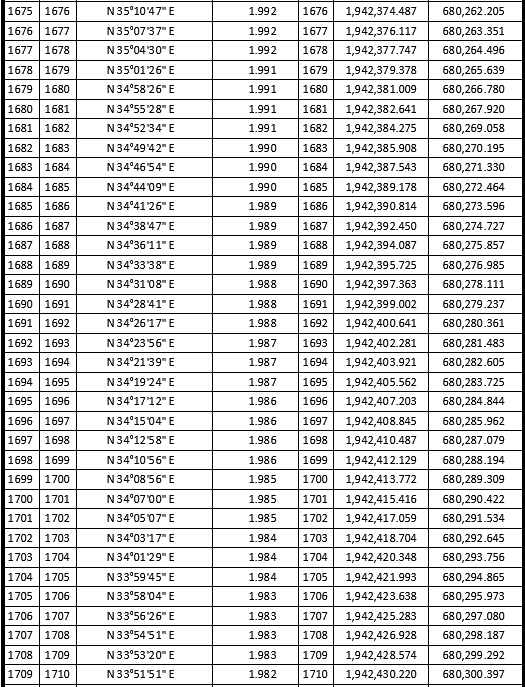 1675 1676 N 35°10'47" E 1.992 1676 1,942,374.487 680,262.205
1676 1677 N 35°07'37" E 1.992 1677 1,942,376.117 680,263.351
1677 1678 N 35°04'30" E 1.992 1678 1,942,377.747 680,264.496
1678 1679 N 35°01'26" E 1.991 1679 1,942,379.378 680,265.639
1679 1680 N 34°58'26" E 1.991 1680 1,942,381.009 680,266.780
1680 1681 N 34°55'28" E 1.991 1681 1,942,382.641 680,267.920
1681 1682 N 34°52'34" E 1.991 1682 1,942,384.275 680,269.058
1682 1683 N 34°49'42" E 1.990 1683 1,942,385.908 680,270.195
1683 1684 N 34°46'54" E 1.990 1684 1,942,387.543 680,271.330
1684 1685 N 34°44'09" E 1.990 1685 1,942,389.178 680,272.464
1685 1686 N 34°41'26" E 1.989 1686 1,942,390.814 680,273.596
1686 1687 N 34°38'47" E 1.989 1687 1,942,392.450 680,274.727
1687 1688 N 34°36'11" E 1.989 1688 1,942,394.087 680,275.857
1688 1689 N 34°33'38" E 1.989 1689 1,942,395.725 680,276.985
1689 1690 N 34°31'08" E 1.988 1690 1,942,397.363 680,278.111
1690 1691 N 34°28'41" E 1.988 1691 1,942,399.002 680,279.237
1691 1692 N 34°26'17" E 1.988 1692 1,942,400.641 680,280.361
1692 1693 N 34°23'56" E 1.987 1693 1,942,402.281 680,281.483
1693 1694 N 34°21'39" E 1.987 1694 1,942,403.921 680,282.605
1694 1695 N 34°19'24" E 1.987 1695 1,942,405.562 680,283.725
1695 1696 N 34°17'12" E 1.986 1696 1,942,407.203 680,284.844
1696 1697 N 34°15'04" E 1.986 1697 1,942,408.845 680,285.962
1697 1698 N 34°12'58" E 1.986 1698 1,942,410.487 680,287.079
1698 1699 N 34°10'56" E 1.986 1699 1,942,412.129 680,288.194
1699 1700 N 34°08'56" E 1.985 1700 1,942,413.772 680,289.309
1700 1701 N 34°07'00" E 1.985 1701 1,942,415.416 680,290.422
1701 1702 N 34°05'07" E 1.985 1702 1,942,417.059 680,291.534
1702 1703 N 34°03'17" E 1.984 1703 1,942,418.704 680,292.645
1703 1704 N 34°01'29" E 1.984 1704 1,942,420.348 680,293.756
1704 1705 N 33°59'45" E 1.984 1705 1,942,421.993 680,294.865
1705 1706 N 33°58'04" E 1.983 1706 1,942,423.638 680,295.973
1706 1707 N 33°56'26" E 1.983 1707 1,942,425.283 680,297.080
1707 1708 N 33°54'51" E 1.983 1708 1,942,426.928 680,298.187
1708 1709 N 33°53'20" E 1.983 1709 1,942,428.574 680,299.292
1709 1710 N 33°51'51" E 1.982 1710 1,942,430.220 680,300.397